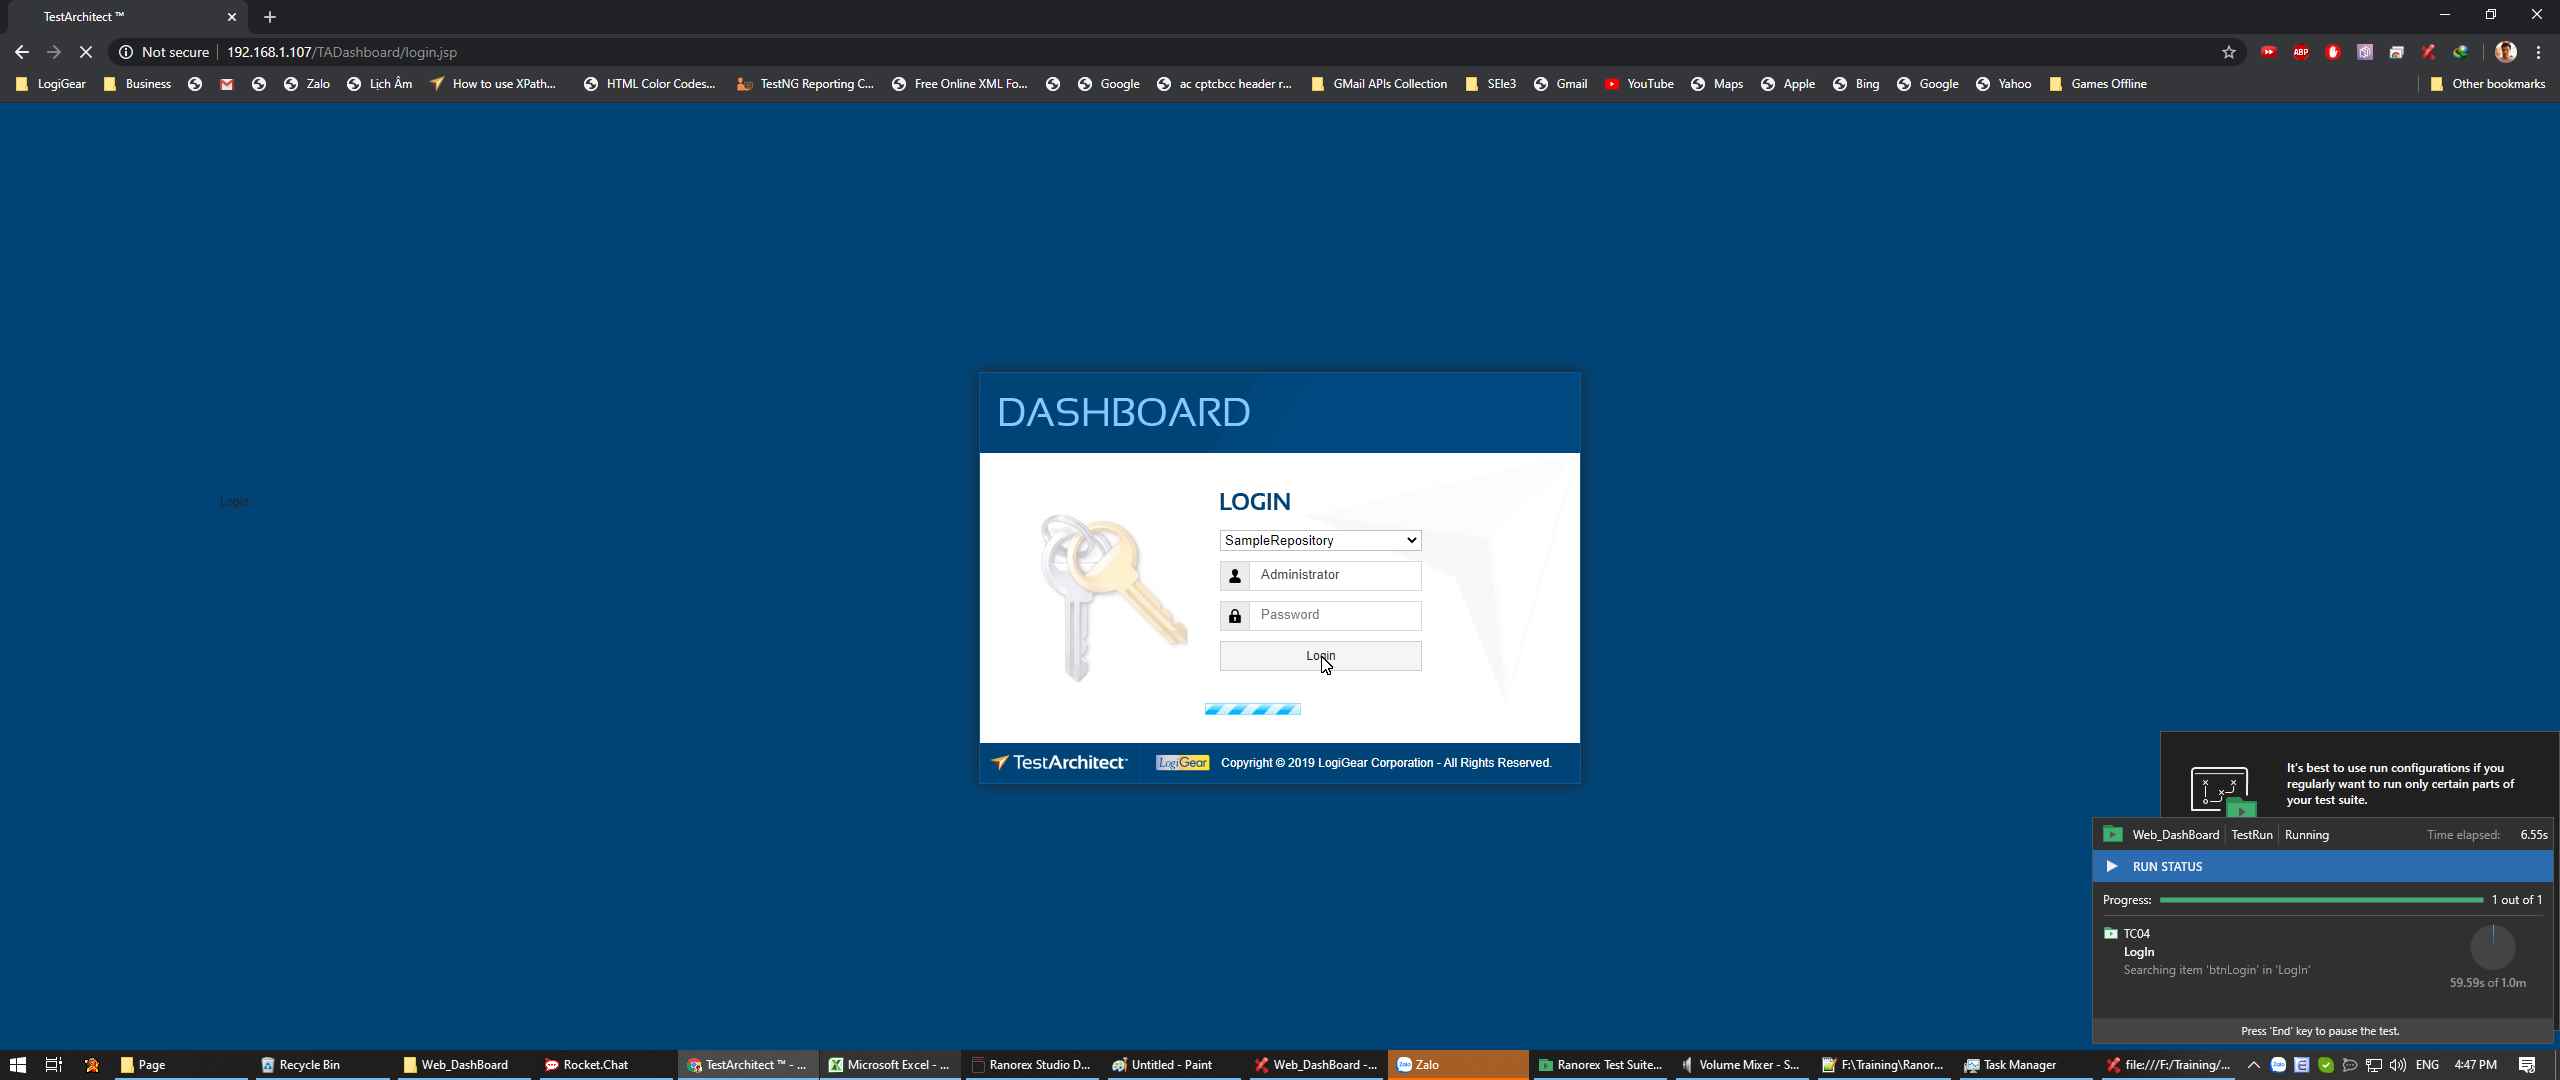 TestArchitect ™
Not secure 192.168.1.107/TADashboard/login.jsp
ABP
LogiGear Business Zalo Lịch Âm How to use XPath... HTML Color Codes... TestNG Reporting C... Free Online XML Fo... Google ac cptcbcc header r... GMail APIs Collection SEle3 Gmail YouTube Maps Apple Bing Google Yahoo Games Offline Other bookmarks
DASHBOARD
Login
LOGIN
SampleRepository
Administrator
Password
Login
TestArchitect™ LogiGear Copyright © 2019 LogiGear Corporation - All Rights Reserved.
It's best to use run configurations if you
regularly want to run only certain parts of
your test suite.
Web_DashBoard TestRun Running Time elapsed: 6.55s
RUN STATUS
Progress: 1 out of 1
TC04
LogIn
Searching item 'btnLogin' in 'LogIn'
59.59s of 1.0m
Press 'End' key to pause the test.
Page Recycle Bin Web_DashBoard Rocket.Chat TestArchitect ™ - ... Microsoft Excel - ... Ranorex Studio D... Untitled - Paint Web_DashBoard -... Zalo Ranorex Test Suite... Volume Mixer - S... F:\Training\Ranor... Task Manager file:///F:/Training/... ENG 4:47 PM